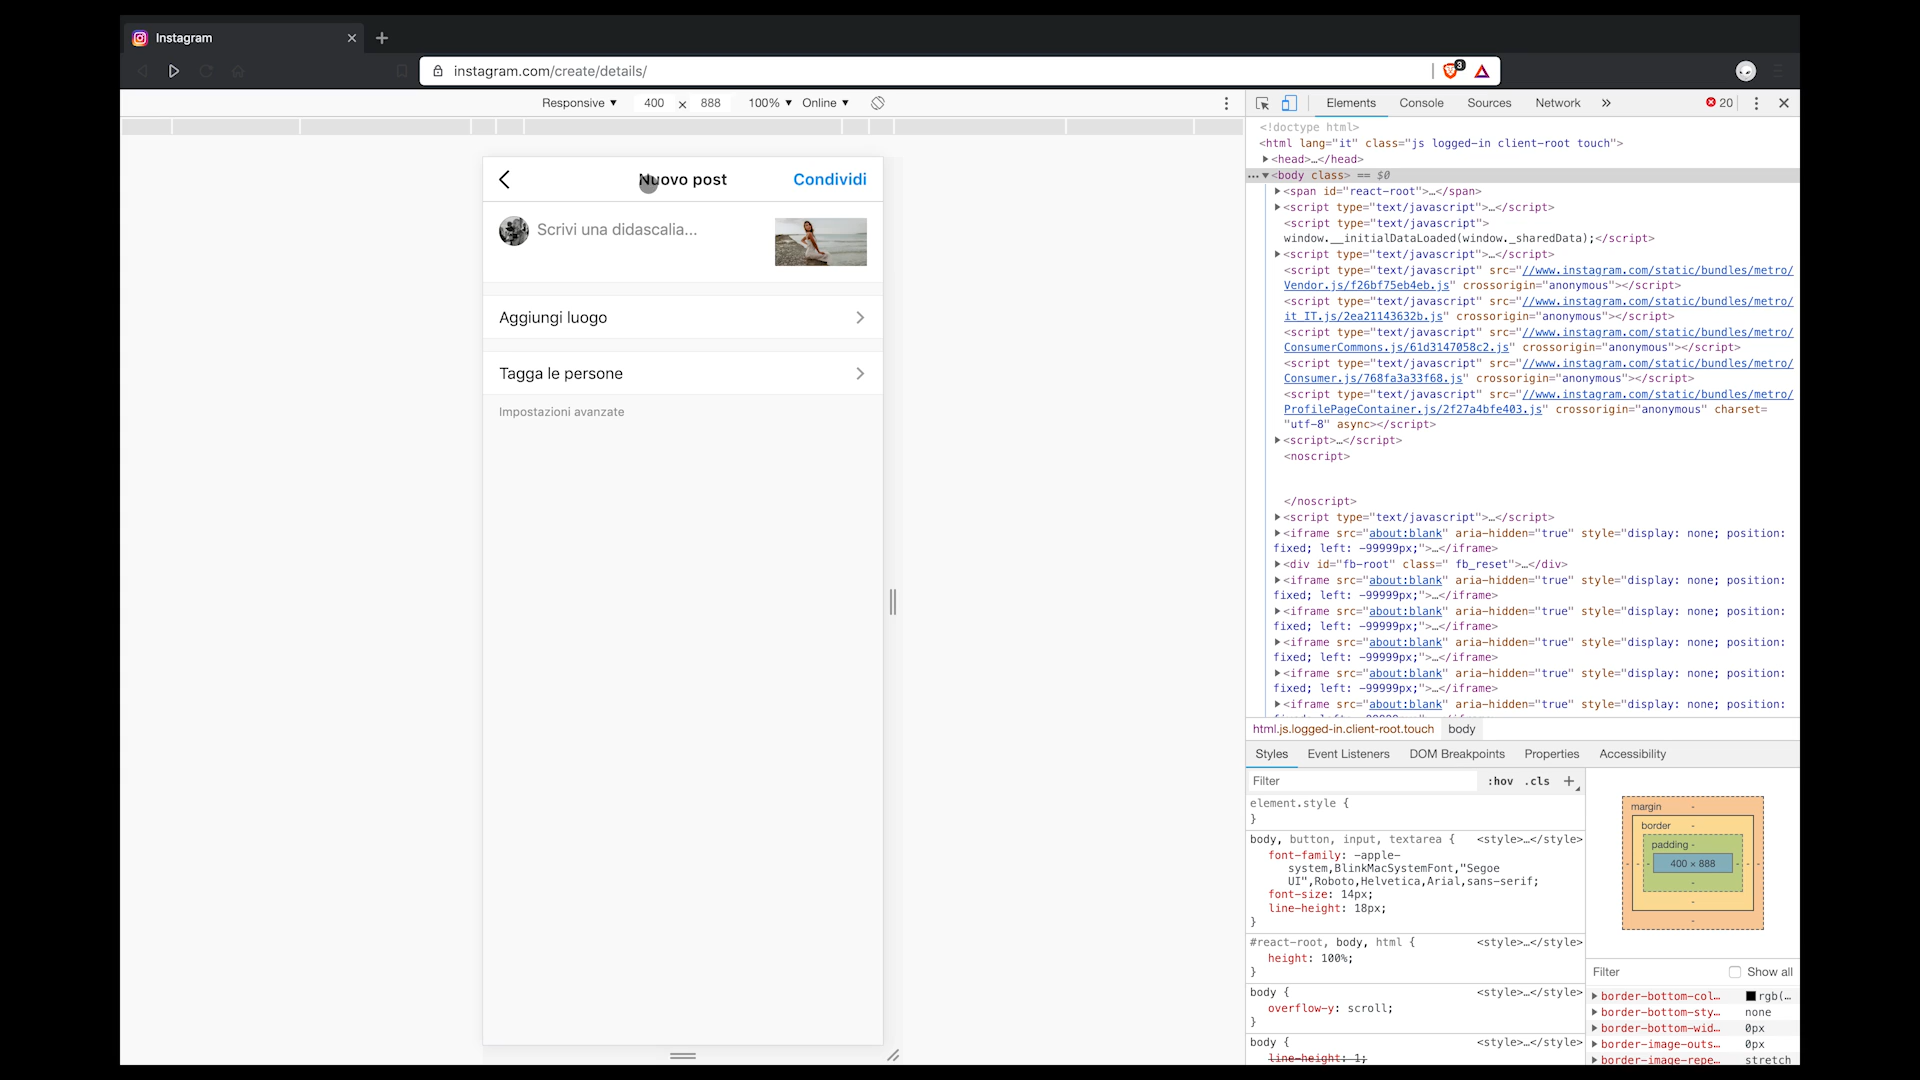 Instagram
instagram.com/create/details/
3
Responsive 400 x 888 100% Online
Elements Console Sources Network » 20
Nuovo post Condividi
Scrivi una didascalia...
Aggiungi luogo
Tagga le persone
Impostazioni avanzate
<!doctype html>
<html lang="it" class="js logged-in client-root touch">
<head>…</head>
<body class> == $0
<span id="react-root">…</span>
<script type="text/javascript">…</script>
<script type="text/javascript">
window.__initialDataLoaded(window._sharedData);</script>
<script type="text/javascript">…</script>
<script type="text/javascript" src="//www.instagram.com/static/bundles/metro/
Vendor.js/f26bf75eb4eb.js" crossorigin="anonymous"></script>
<script type="text/javascript" src="//www.instagram.com/static/bundles/metro/
it_IT.js/2ea21143632b.js" crossorigin="anonymous"></script>
<script type="text/javascript" src="//www.instagram.com/static/bundles/metro/
ConsumerCommons.js/61d3147058c2.js" crossorigin="anonymous"></script>
<script type="text/javascript" src="//www.instagram.com/static/bundles/metro/
Consumer.js/768fa3a33f68.js" crossorigin="anonymous"></script>
<script type="text/javascript" src="//www.instagram.com/static/bundles/metro/
ProfilePageContainer.js/2f27a4bfe403.js" crossorigin="anonymous" charset=
"utf-8" async></script>
<script>…</script>
<noscript>
</noscript>
<script type="text/javascript">…</script>
<iframe src="about:blank" aria-hidden="true" style="display: none; position:
fixed; left: -99999px;">…</iframe>
<div id="fb-root" class=" fb_reset">…</div>
<iframe src="about:blank" aria-hidden="true" style="display: none; position:
fixed; left: -99999px;">…</iframe>
<iframe src="about:blank" aria-hidden="true" style="display: none; position:
fixed; left: -99999px;">…</iframe>
<iframe src="about:blank" aria-hidden="true" style="display: none; position:
fixed; left: -99999px;">…</iframe>
<iframe src="about:blank" aria-hidden="true" style="display: none; position:
fixed; left: -99999px;">…</iframe>
<iframe src="about:blank" aria-hidden="true" style="display: none; position:
html.js.logged-in.client-root.touch body
Styles Event Listeners DOM Breakpoints Properties Accessibility
Filter :hov .cls +
element.style {
}
body, button, input, textarea { <style>…</style>
font-family: -apple-
system,BlinkMacSystemFont,"Segoe
UI",Roboto,Helvetica,Arial,sans-serif;
font-size: 14px;
line-height: 18px;
}
#react-root, body, html { <style>…</style>
height: 100%;
}
body { <style>…</style>
overflow-y: scroll;
}
body { <style>…</style>
line-height: 1;
margin -
border -
padding -
- - - 400 × 888 - - -
-
-
-
Filter Show all
border-bottom-col… rgb(…
border-bottom-sty… none
border-bottom-wid… 0px
border-image-outs… 0px
border-image-repe… stretch